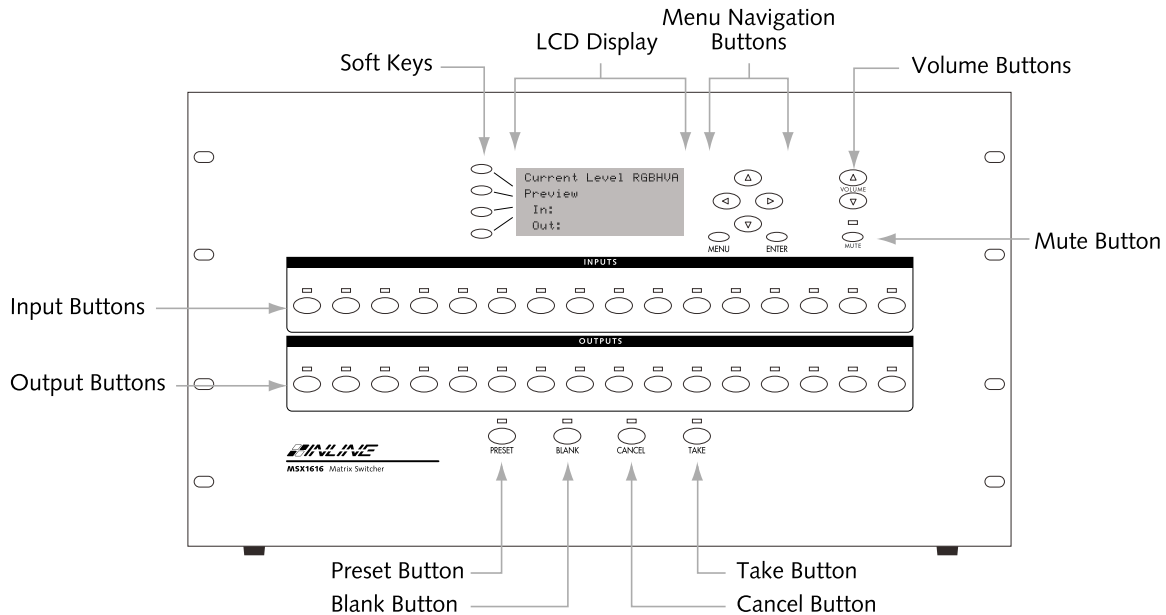 Menu Navigation
Buttons
LCD Display
Soft Keys
Volume Buttons
Current Level RGBHVA
Preview
In:
Out:
VOLUME
MENU
ENTER
MUTE
Mute Button
INPUTS
Input Buttons
OUTPUTS
Output Buttons
INLINE
MSX1616 Matrix Switcher
PRESET
BLANK
CANCEL
TAKE
Preset Button
Take Button
Blank Button
Cancel Button